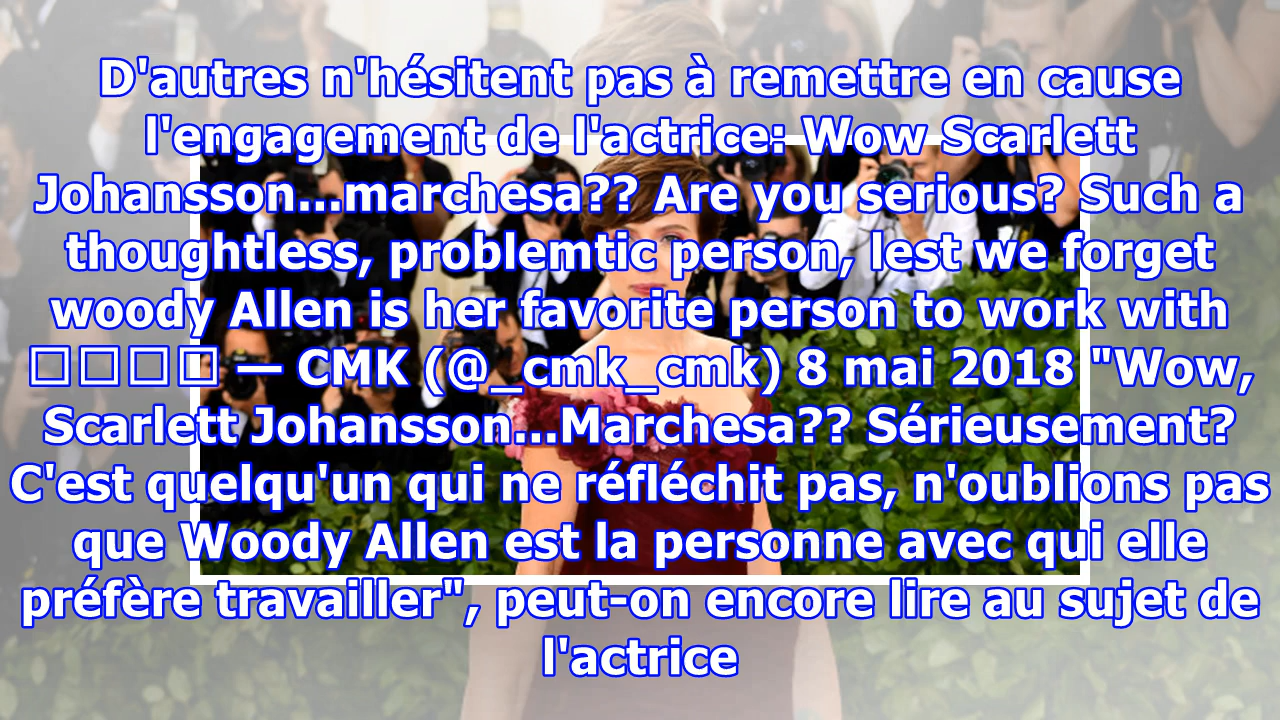 D'autres n'hésitent pas à remettre en cause
l'engagement de l'actrice: Wow Scarlett
Johansson...marchesa?? Are you serious? Such a
thoughtless, problemtic person, lest we forget
woody Allen is her favorite person to work with
□□□□ — CMK (@_cmk_cmk) 8 mai 2018 "Wow,
Scarlett Johansson...Marchesa?? Sérieusement?
C'est quelqu'un qui ne réfléchit pas, n'oublions pas
que Woody Allen est la personne avec qui elle
préfère travailler", peut-on encore lire au sujet de
l'actrice